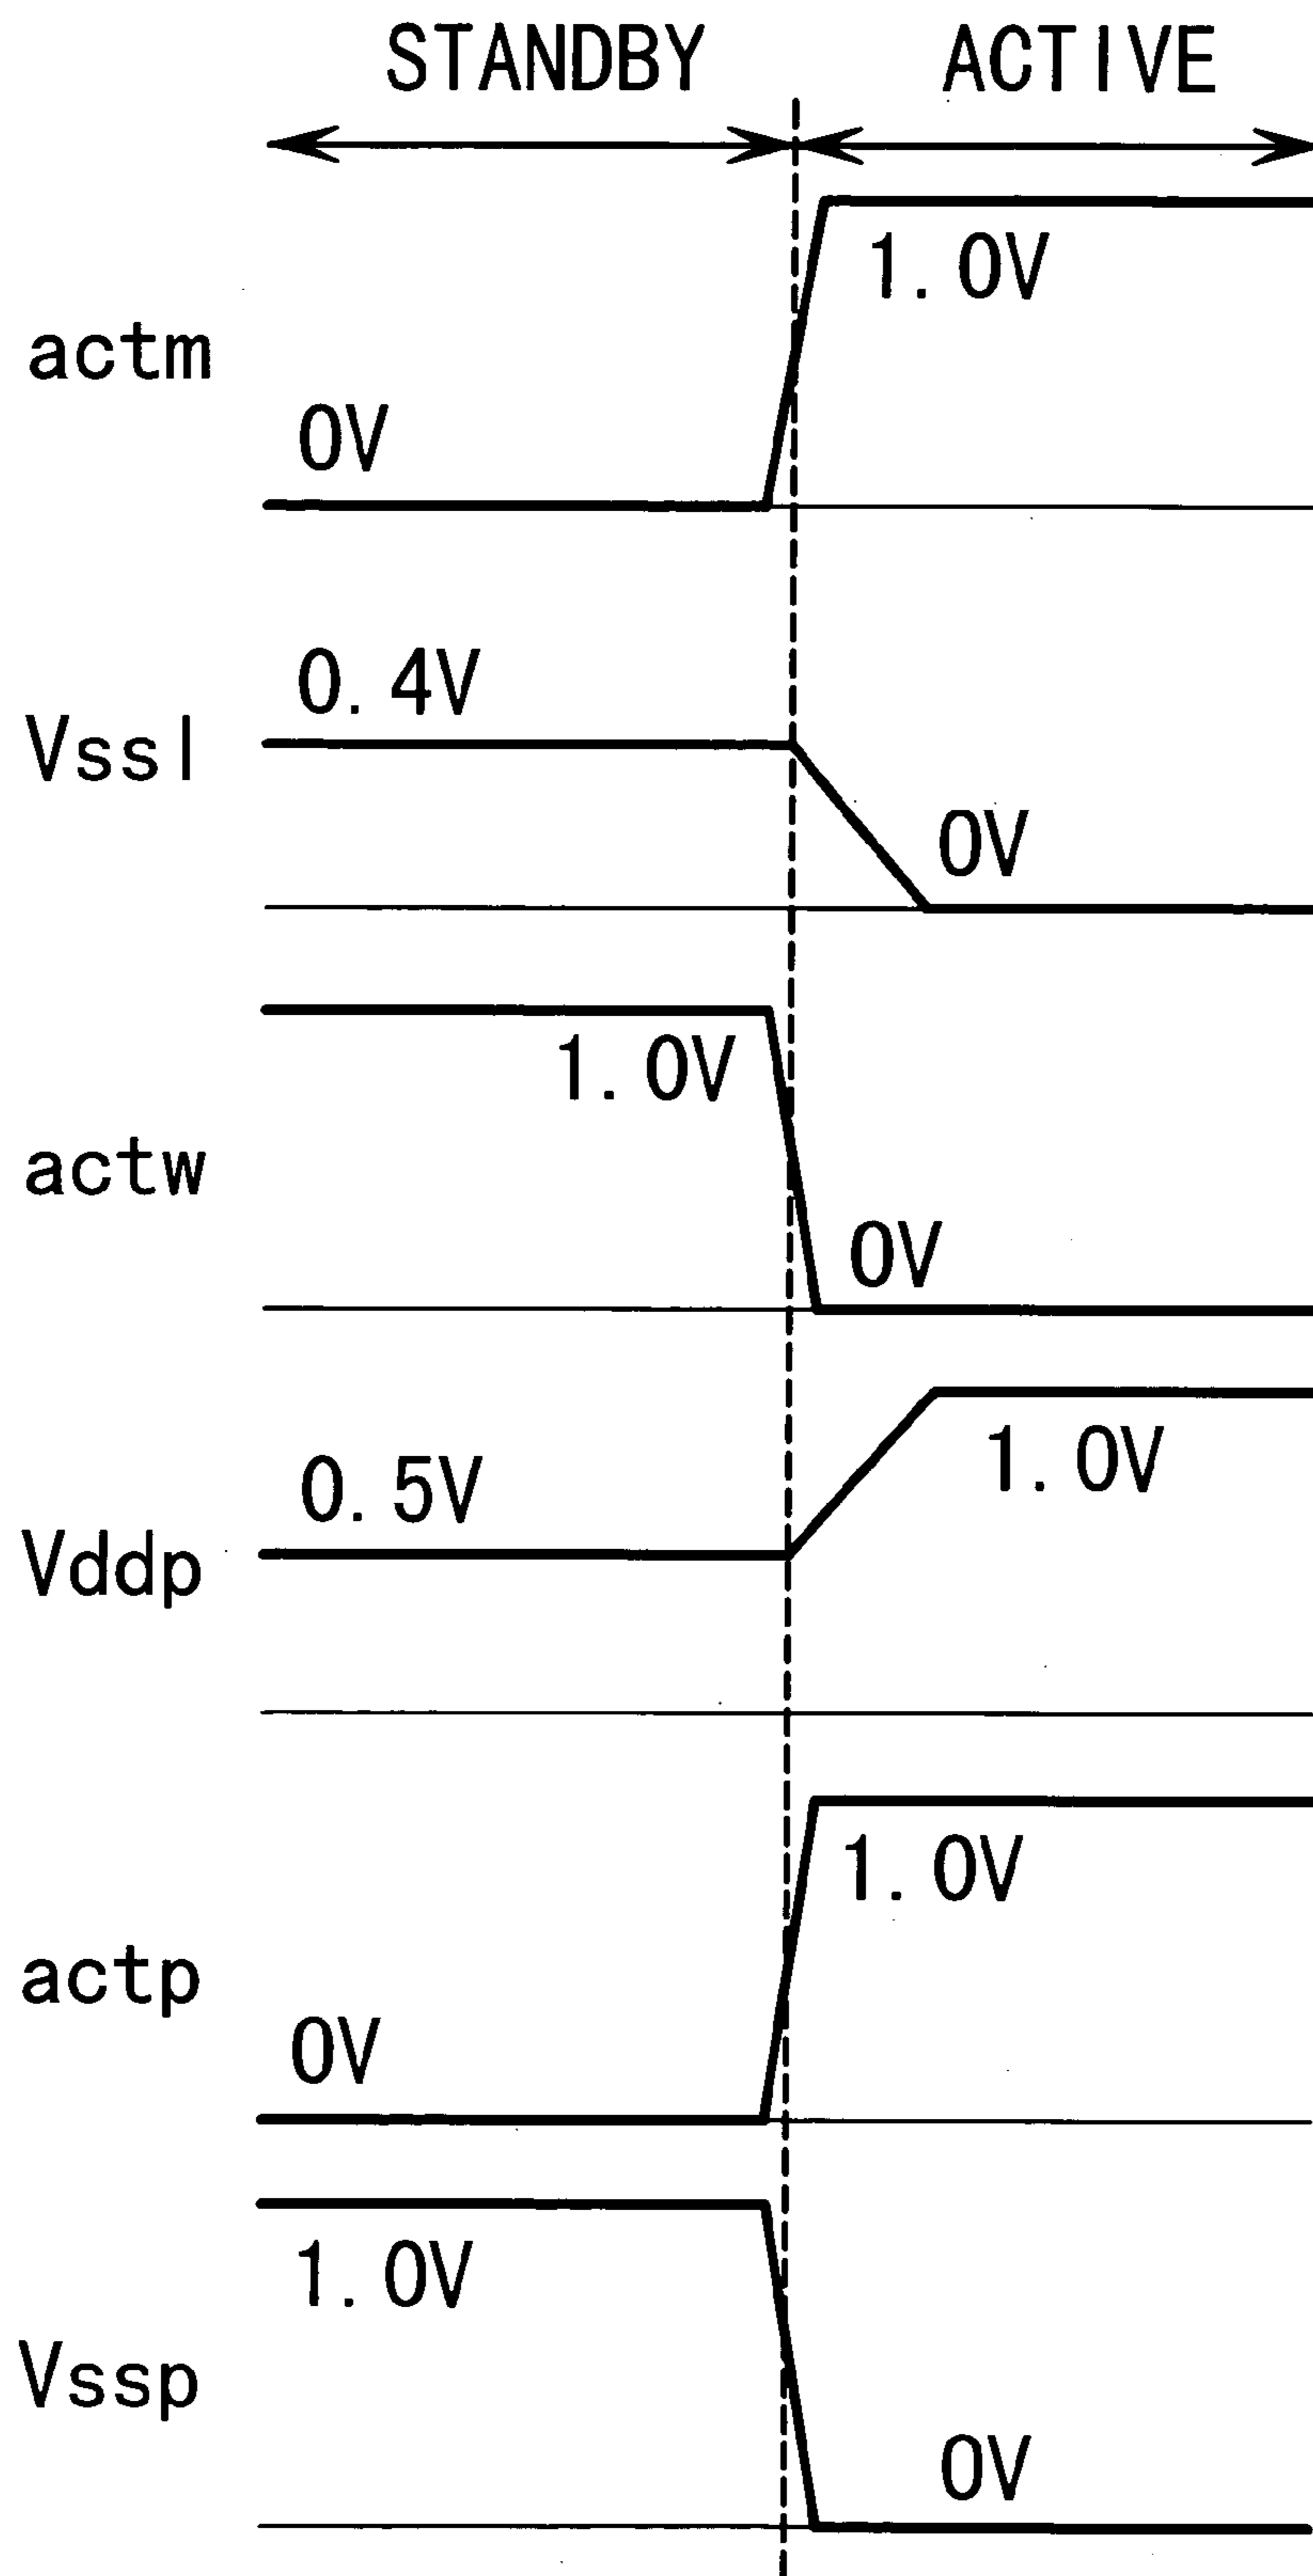 STANDBY ACTIVE
1.0V
actm
0V
0.4V
Vssl
0V
1.0V
actw
0V
1.0V
0.5V
Vddp
1.0V
actp
0V
1.0V
Vssp
0V